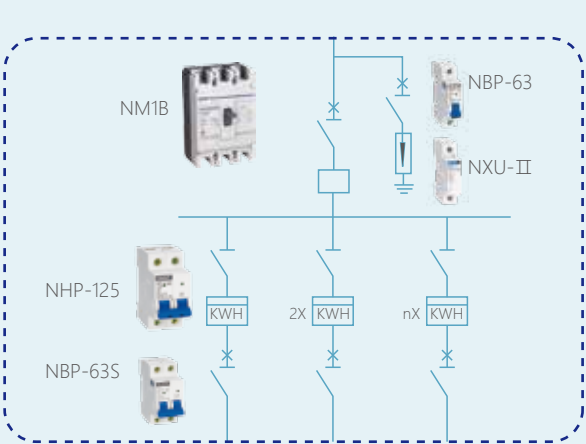 NM1B
NBP-63
NXU-Ⅱ
NHP-125
KWH
2X KWH
nX KWH
NBP-63S